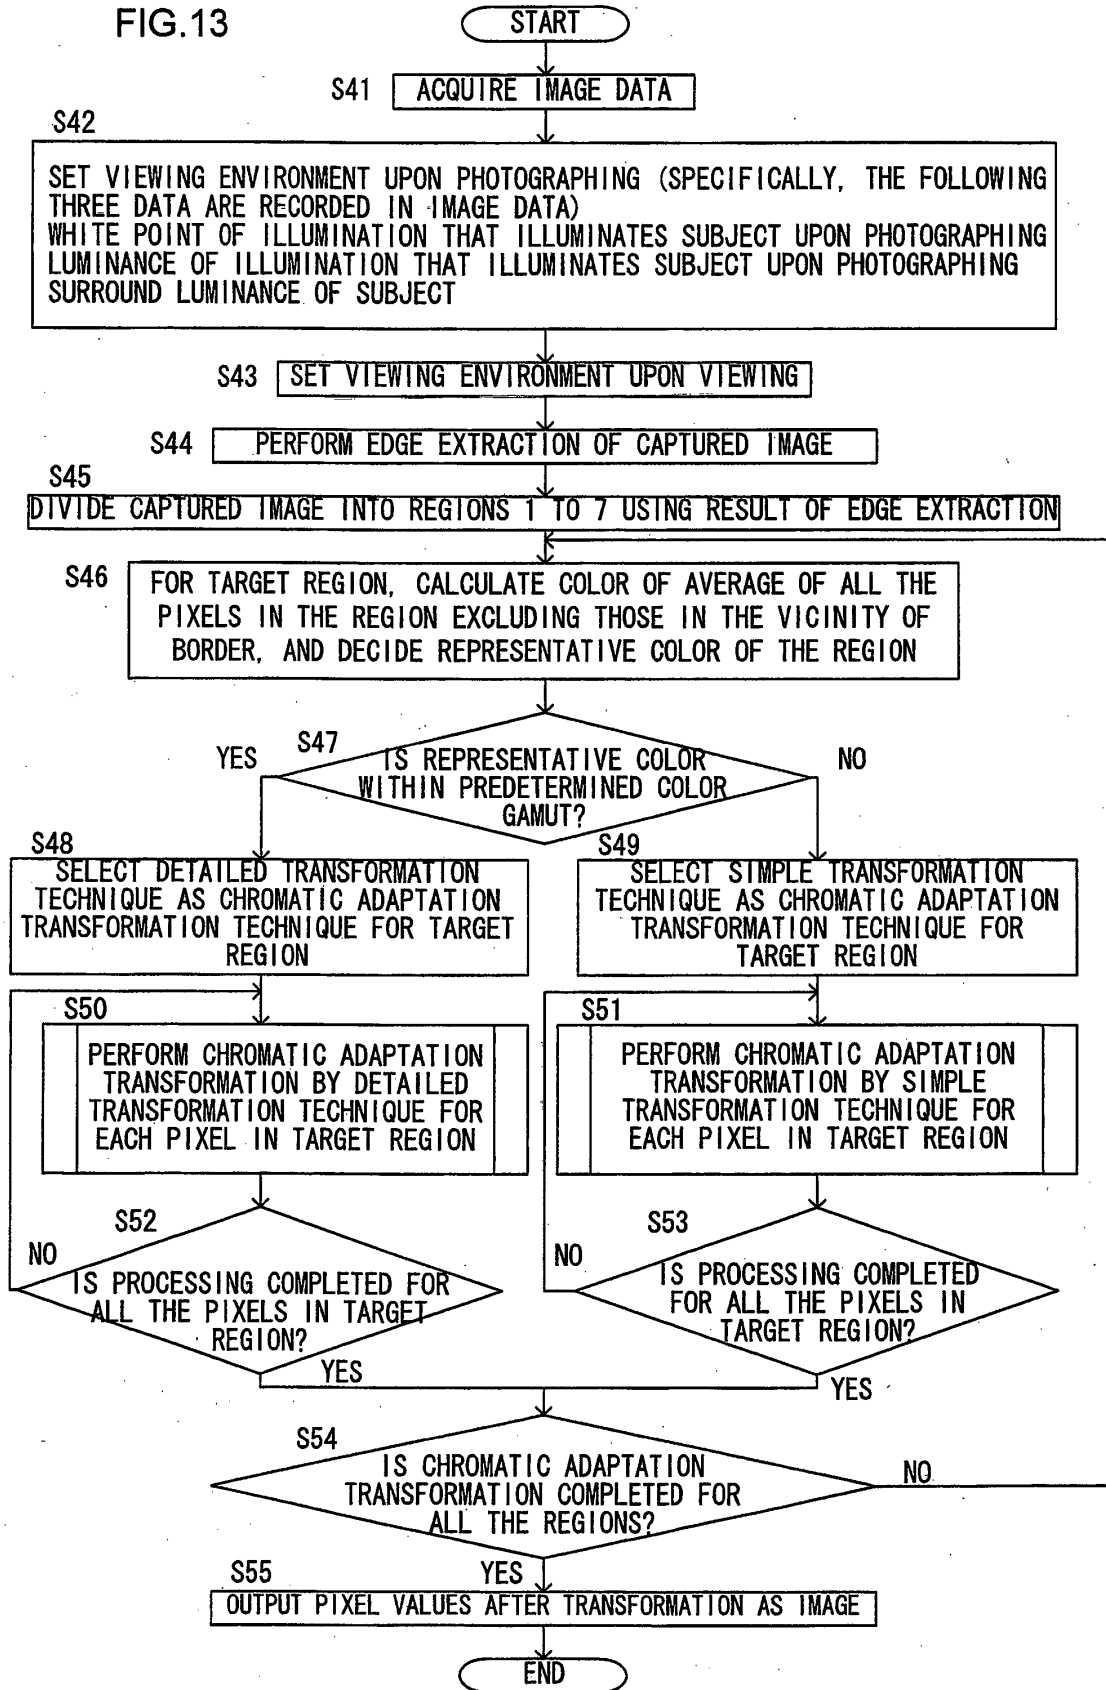 FIG.13
START
S41
ACQUIRE IMAGE DATA
S42
SET VIEWING ENVIRONMENT UPON PHOTOGRAPHING (SPECIFICALLY, THE FOLLOWING
THREE DATA ARE RECORDED IN IMAGE DATA)
WHITE POINT OF ILLUMINATION THAT ILLUMINATES SUBJECT UPON PHOTOGRAPHING
LUMINANCE OF ILLUMINATION THAT ILLUMINATES SUBJECT UPON PHOTOGRAPHING
SURROUND LUMINANCE OF SUBJECT
S43
SET VIEWING ENVIRONMENT UPON VIEWING
S44
PERFORM EDGE EXTRACTION OF CAPTURED IMAGE
S45
DIVIDE CAPTURED IMAGE INTO REGIONS 1 TO 7 USING RESULT OF EDGE EXTRACTION
S46
FOR TARGET REGION, CALCULATE COLOR OF AVERAGE OF ALL THE
PIXELS IN THE REGION EXCLUDING THOSE IN THE VICINITY OF
BORDER, AND DECIDE REPRESENTATIVE COLOR OF THE REGION
S47
YES
IS REPRESENTATIVE COLOR
WITHIN PREDETERMINED COLOR
GAMUT?
NO
S48
SELECT DETAILED TRANSFORMATION
TECHNIQUE AS CHROMATIC ADAPTATION
TRANSFORMATION TECHNIQUE FOR TARGET
REGION
S49
SELECT SIMPLE TRANSFORMATION
TECHNIQUE AS CHROMATIC ADAPTATION
TRANSFORMATION TECHNIQUE FOR
TARGET REGION
S50
PERFORM CHROMATIC ADAPTATION
TRANSFORMATION BY DETAILED
TRANSFORMATION TECHNIQUE FOR
EACH PIXEL IN TARGET REGION
S51
PERFORM CHROMATIC ADAPTATION
TRANSFORMATION BY SIMPLE
TRANSFORMATION TECHNIQUE FOR
EACH PIXEL IN TARGET REGION
S52
NO
IS PROCESSING COMPLETED FOR
ALL THE PIXELS IN TARGET
REGION?
YES
S53
NO
IS PROCESSING COMPLETED
FOR ALL THE PIXELS IN
TARGET REGION?
YES
S54
IS CHROMATIC ADAPTATION
TRANSFORMATION COMPLETED FOR
ALL THE REGIONS?
NO
YES
S55
OUTPUT PIXEL VALUES AFTER TRANSFORMATION AS IMAGE
END